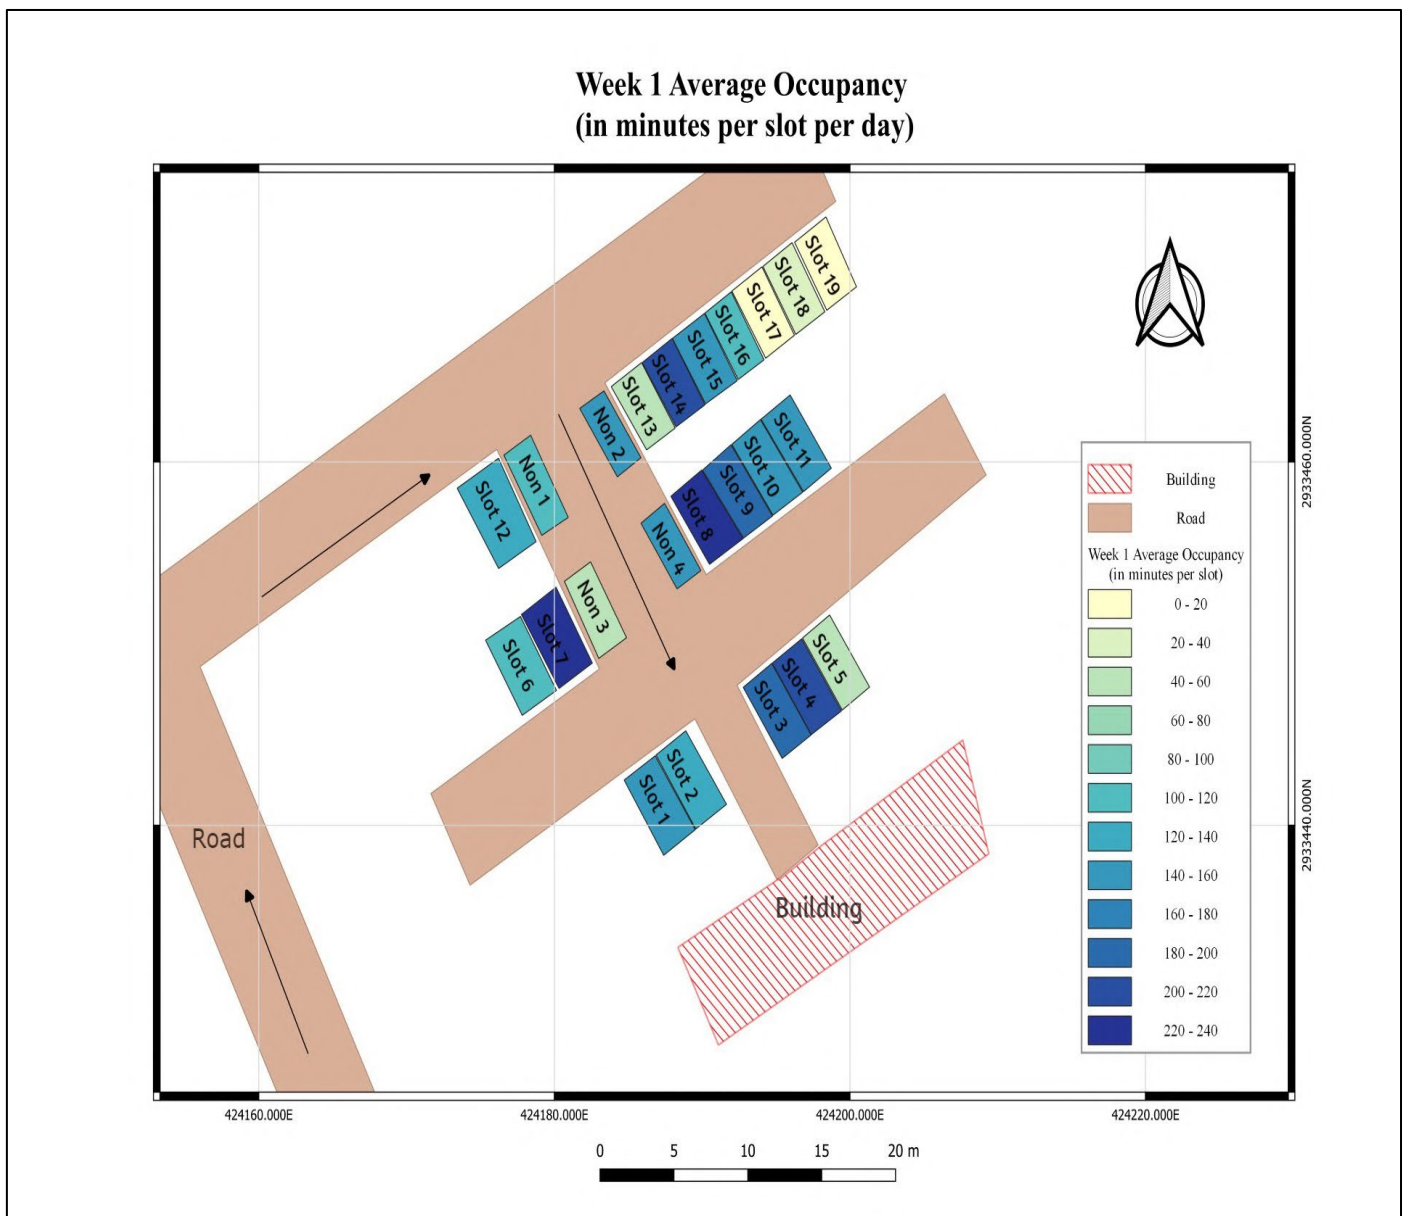 Week 1 Average Occupancy
(in minutes per slot per day)
Slot 19
Slot 18
Slot 17
Slot 16
Slot 15
Slot 14
Slot 13
Non 2
Slot 11
Slot 10
Slot 9
Slot 8
Non 4
Non 1
Slot 12
Non 3
Slot 7
Slot 6
Slot 5
Slot 4
Slot 3
Slot 2
Slot 1
Road
Building
2933460.000N
2933440.000N
Building
Road
Week 1 Average Occupancy
(in minutes per slot)
0 - 20
20 - 40
40 - 60
60 - 80
80 - 100
100 - 120
120 - 140
140 - 160
160 - 180
180 - 200
200 - 220
220 - 240
424160.000E 424180.000E 424200.000E 424220.000E
0 5 10 15 20 m